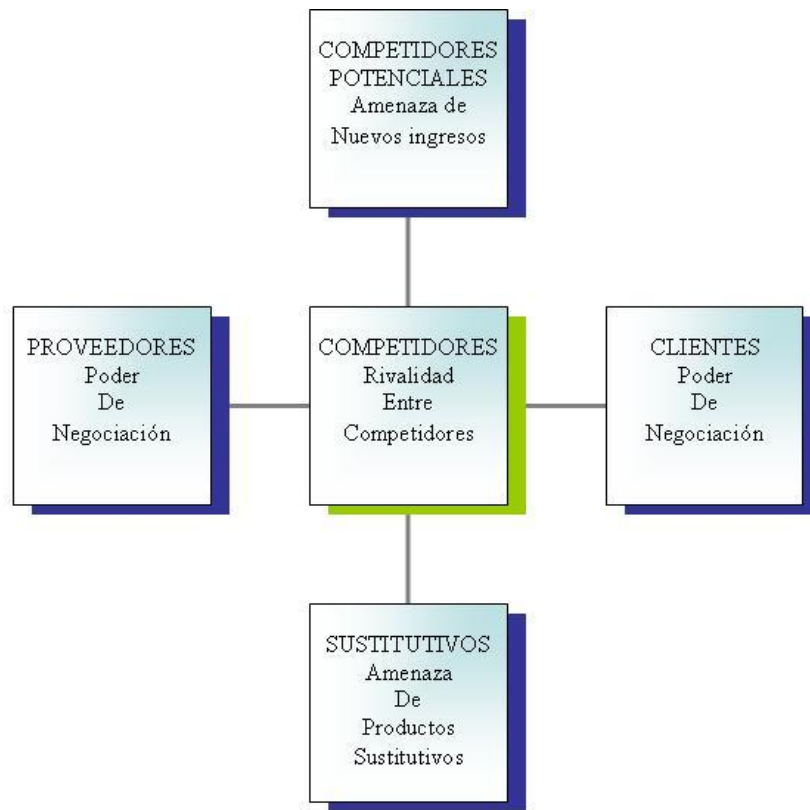 COMPETIDORES
POTENCIALES
Amenaza de
Nuevos ingresos
PROVEEDORES
Poder
De
Negociación
COMPETIDORES
Rivalidad
Entre
Competidores
CLIENTES
Poder
De
Negociación
SUSTITUTIVOS
Amenaza
De
Productos
Sustitutivos